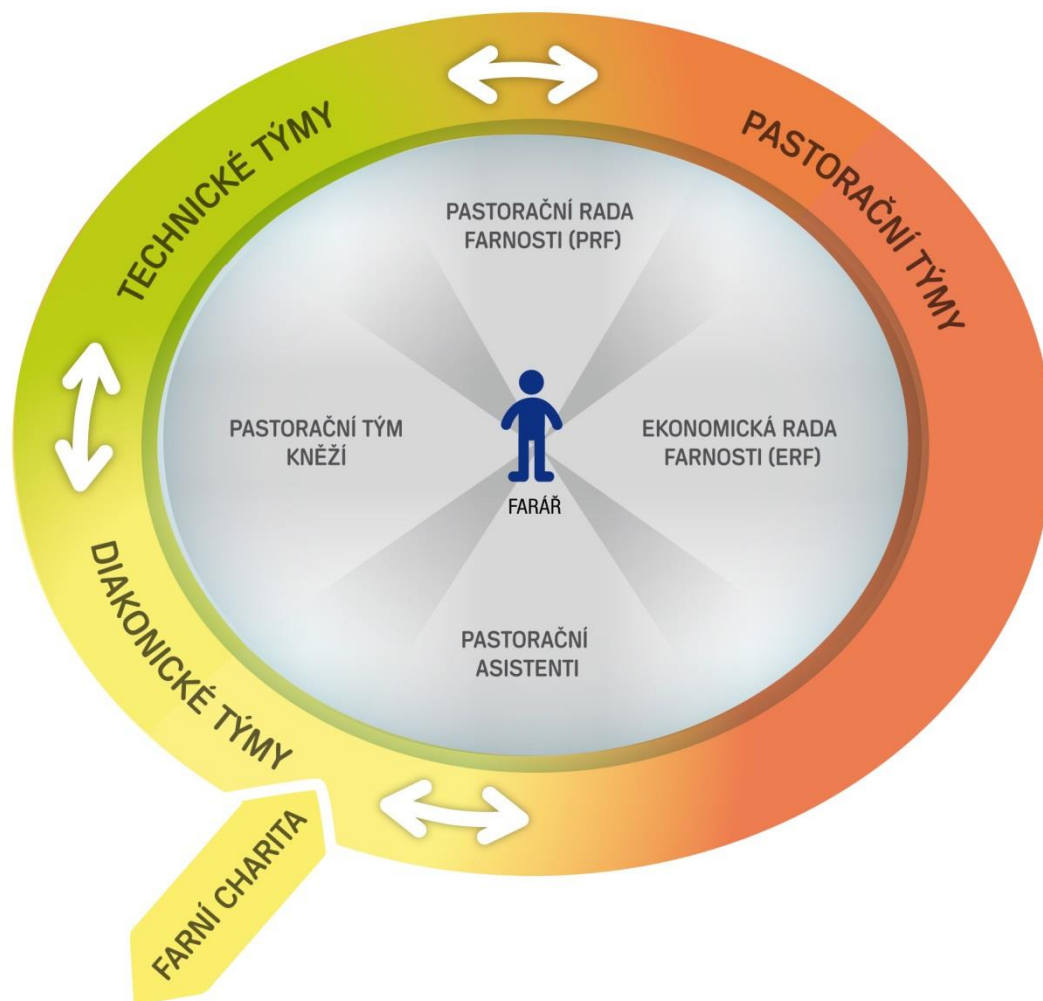 TECHNICKÉ TÝMY
PASTORAČNÍ TÝMY
PASTORAČNÍ RADA
FARNOSTI (PRF)
PASTORAČNÍ TÝM
KNĚŽÍ
EKONOMICKÁ RADA
FARNOSTI (ERF)
FARÁŘ
PASTORAČNÍ
ASISTENTI
DIAKONICKÉ TÝMY
FARNÍ CHARITA